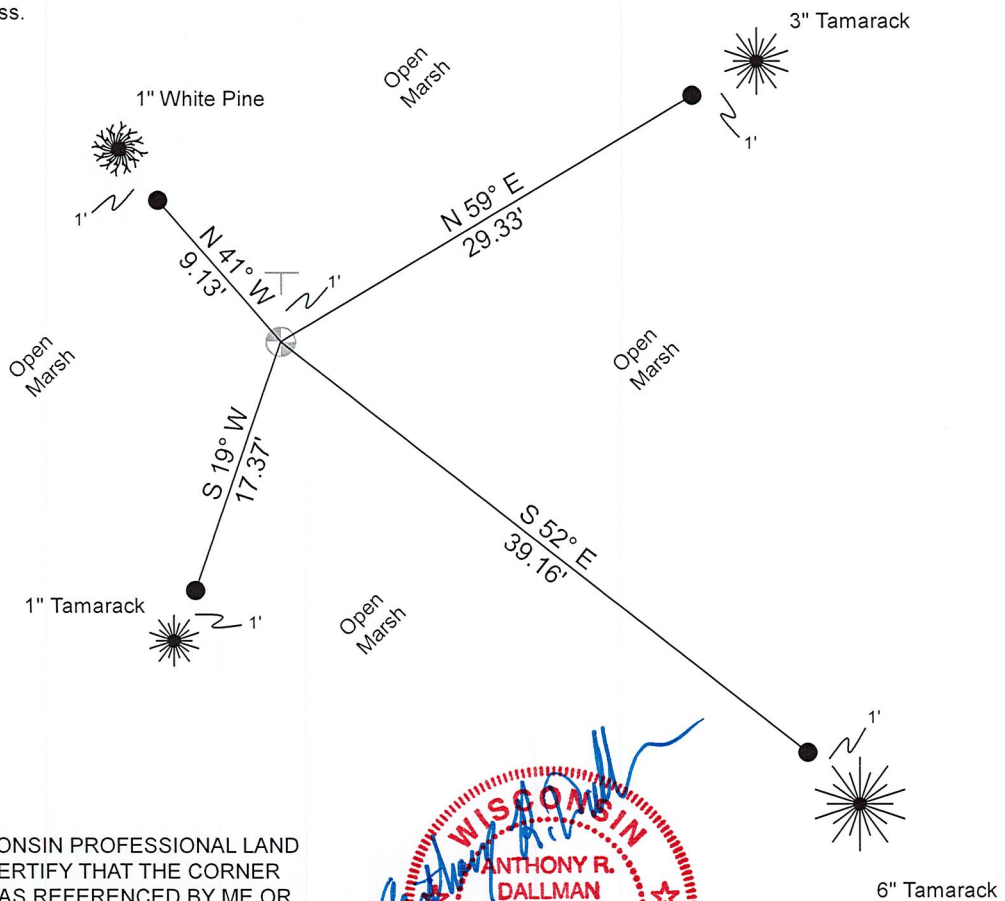 ss.
3" Tamarack
Open
Marsh
1" White Pine
1'
1'
N 59° E
29.33'
N 41° W
9.13'
1'
Open
Marsh
Open
Marsh
S 19° W
17.37'
S 52° E
39.16'
1" Tamarack
1'
Open
Marsh
1'
WISCONSIN
ANTHONY R.
DALLMAN
ONSIN PROFESSIONAL LAND
ERTIFY THAT THE CORNER
AS REFERENCED BY ME OR
6" Tamarack